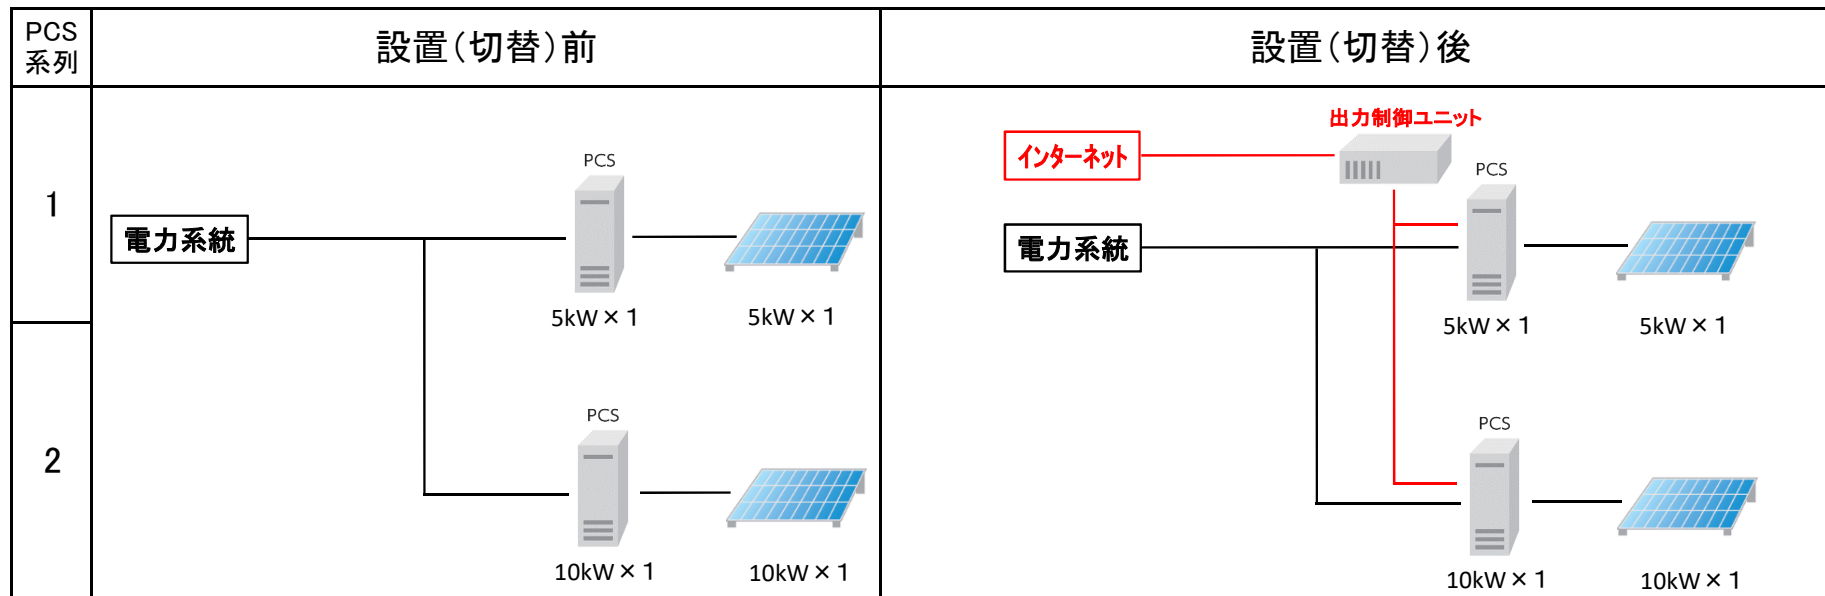 PCS
系列
設置(切替)前
設置(切替)後
1
PCS
電力系統
5kW×1
5kW×1
出力制御ユニット
インターネット
PCS
電力系統
5kW×1
5kW×1
2
PCS
10kW×1
10kW×1
PCS
10kW×1
10kW×1